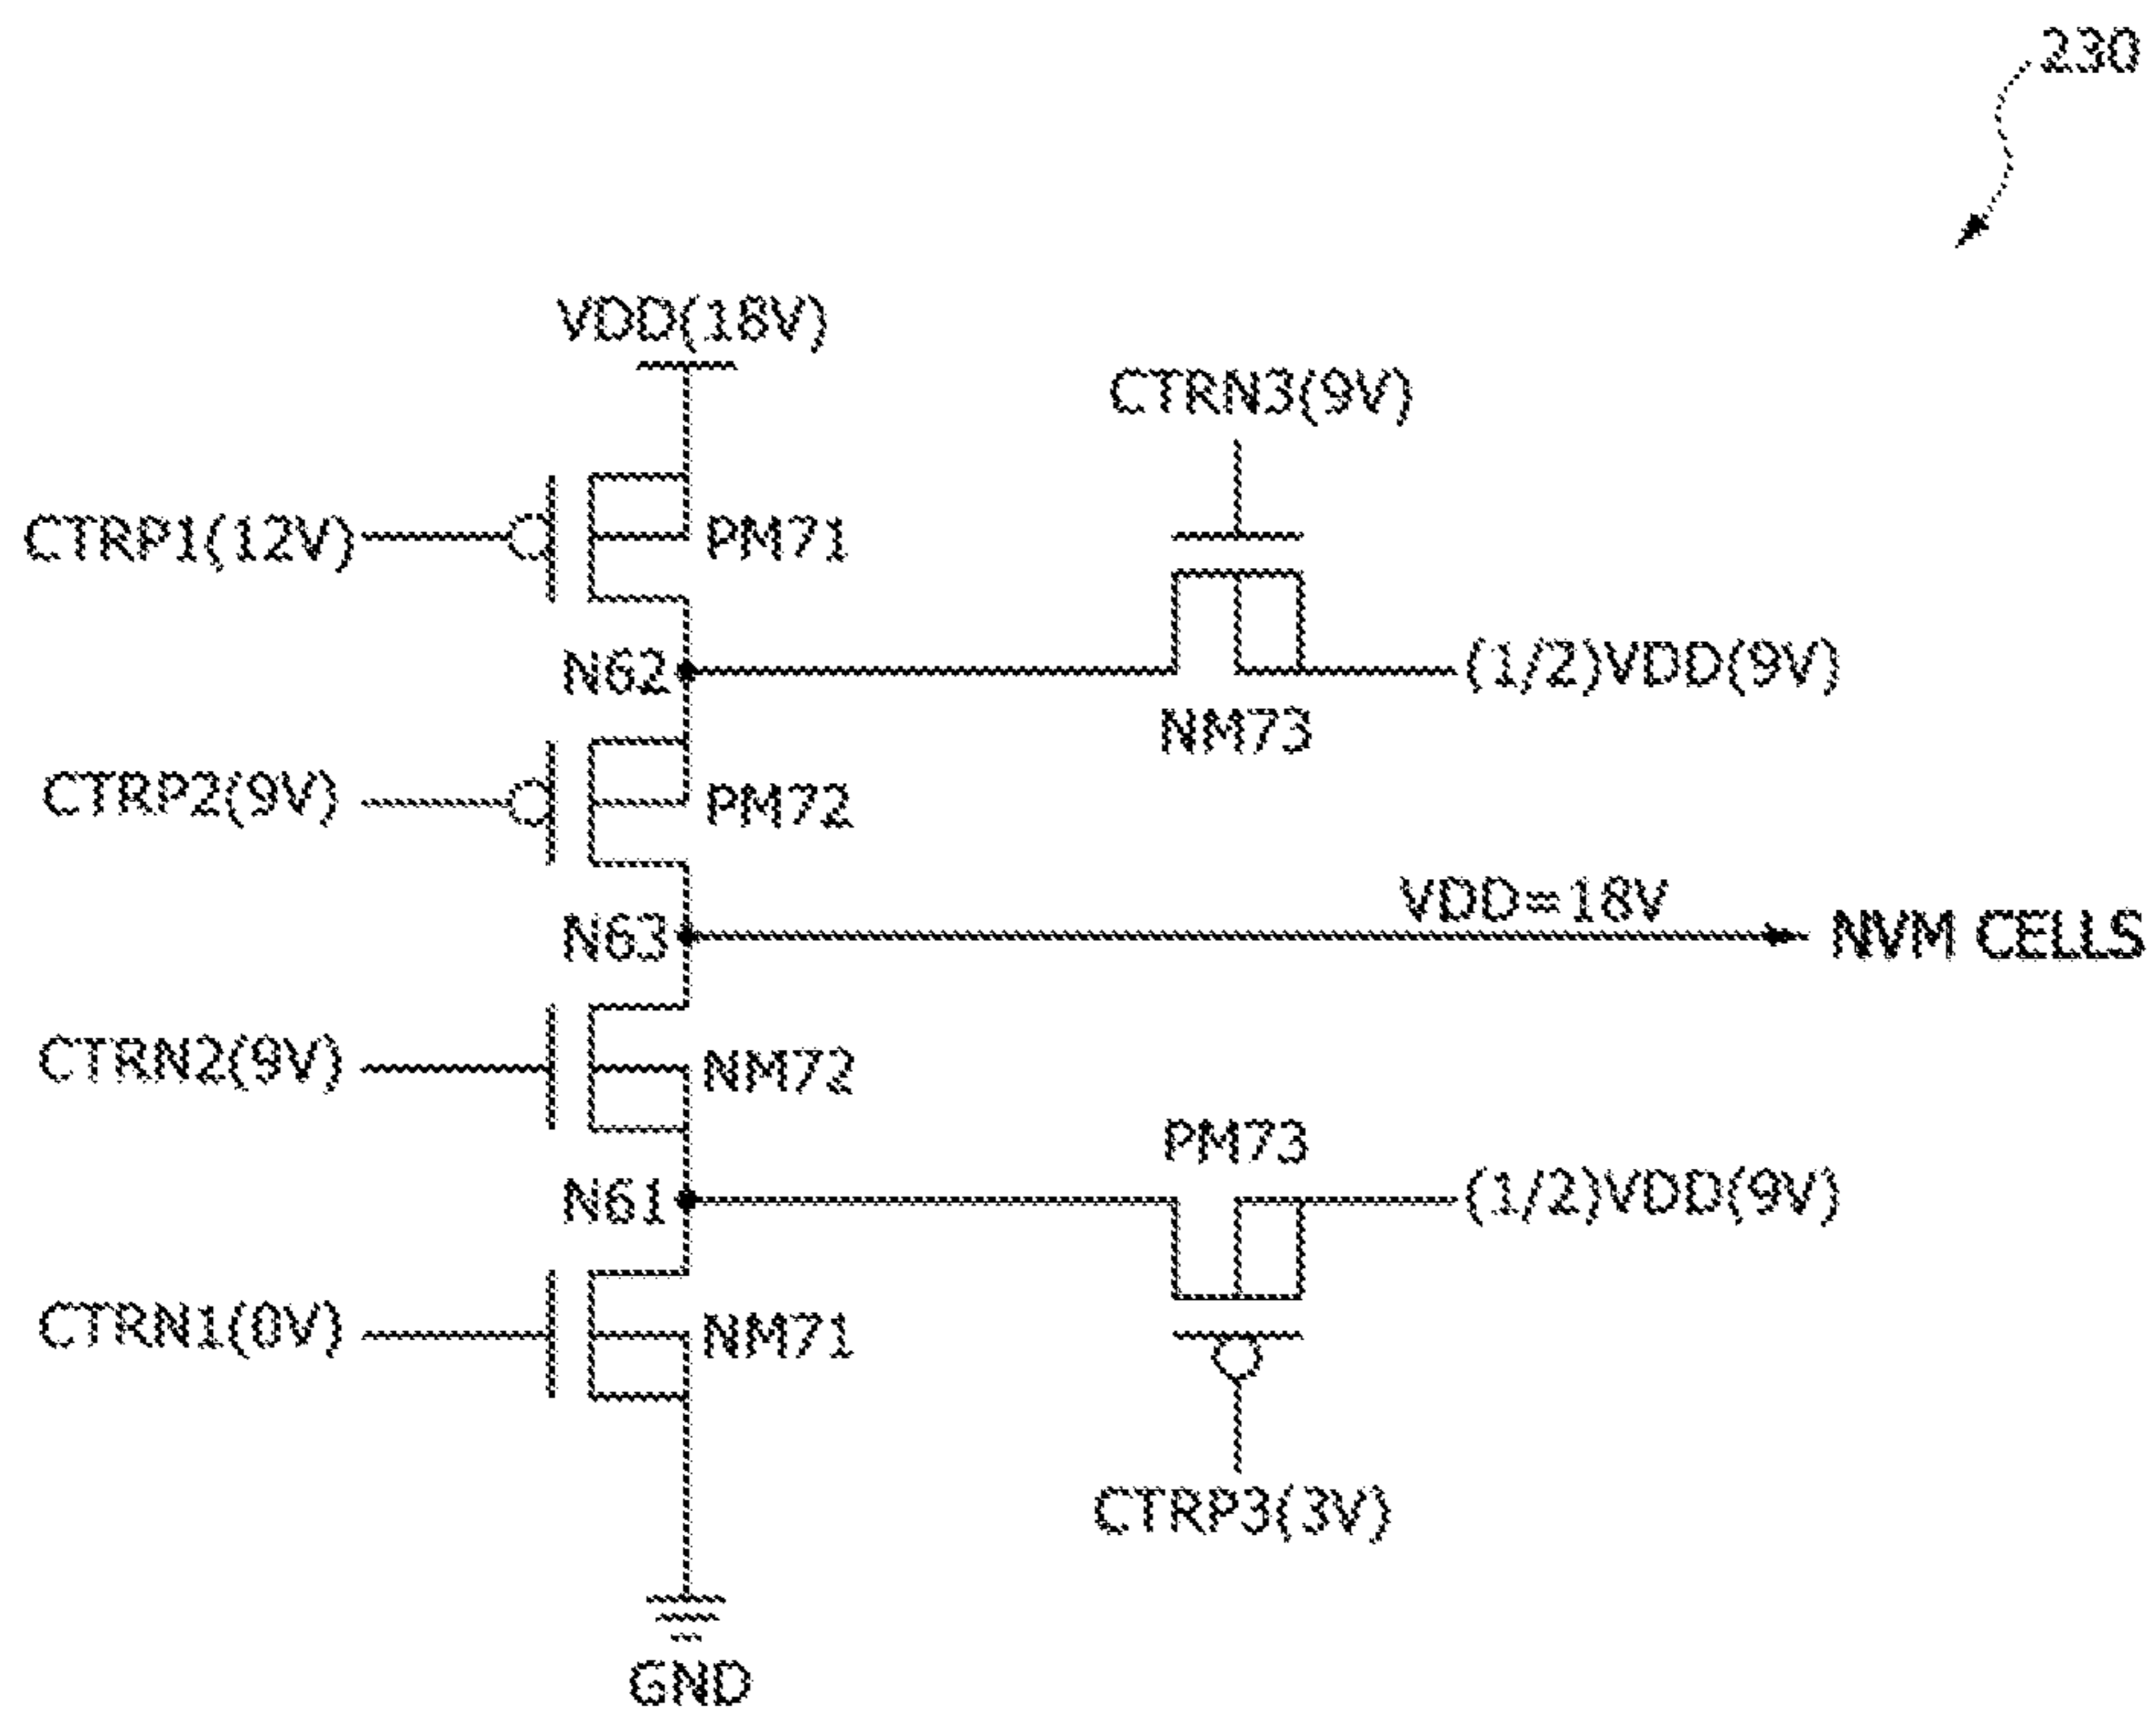 230
VDD(18V)
CTRN3(9V)
CTRP1(12V)
PM71
N62
(1/2)VDD(9V)
NM73
CTRP2(9V)
PM72
VDD=18V
N63
NVM CELLS
CTRN2(9V)
NM72
PM73
N61
(1/2)VDD(9V)
CTRN1(0V)
NM71
CTRP3(3V)
GND